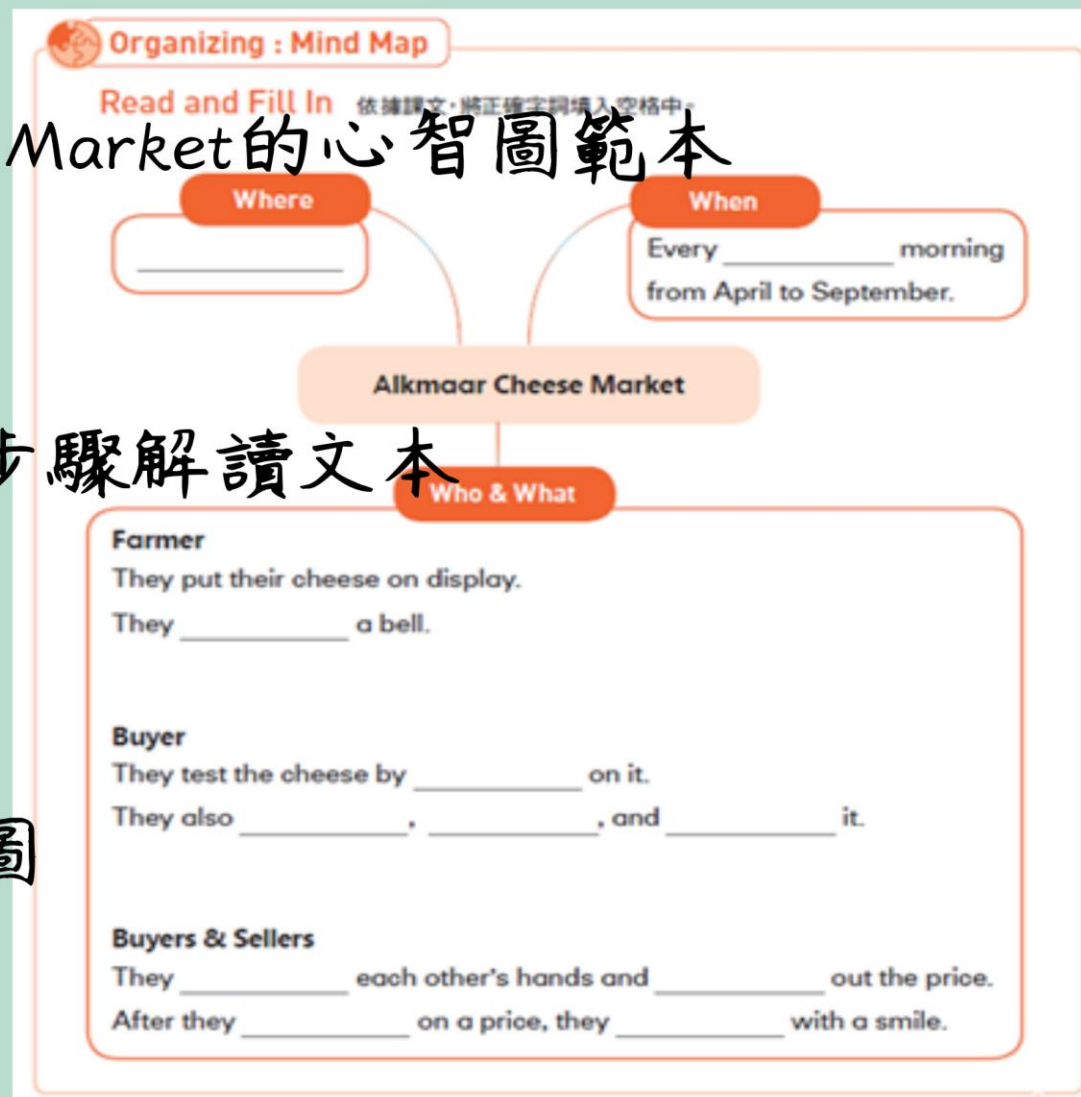 Organizing : Mind Map
Read and Fill In 依據課文,將正確字詞填入空格中。
Market的心智圖範本
Where
When
Every ____________ morning
from April to September.
Alkmaar Cheese Market
步驟解讀文本
Who & What
Farmer
They put their cheese on display.
They ____________ a bell.
Buyer
They test the cheese by ____________ on it.
They also ____________, ____________, and ____________ it.
圖
Buyers & Sellers
They ____________ each other's hands and ____________ out the price.
After they ____________ on a price, they ____________ with a smile.